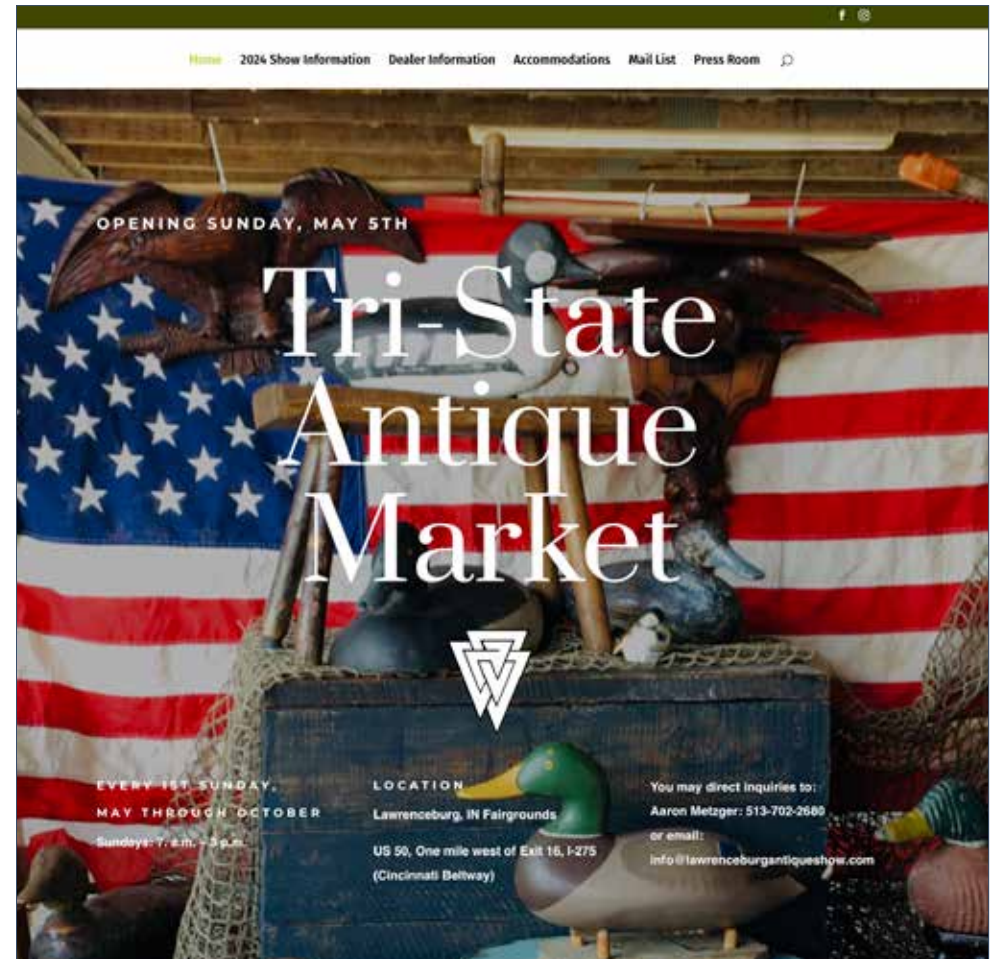 Home 2024 Show Information Dealer Information Accommodations Mail List Press Room
OPENING SUNDAY, MAY 5TH
Tri-State
Antique
Market
EVERY 1ST SUNDAY,
MAY THROUGH OCTOBER
Sundays: 7. a.m. – 3 p.m.
LOCATION
Lawrenceburg, IN Fairgrounds
US 50, One mile west of Exit 16, I-275
(Cincinnati Beltway)
You may direct inquiries to:
Aaron Metzger: 513-702-2680
or email:
info@lawrenceburgantiqueshow.com